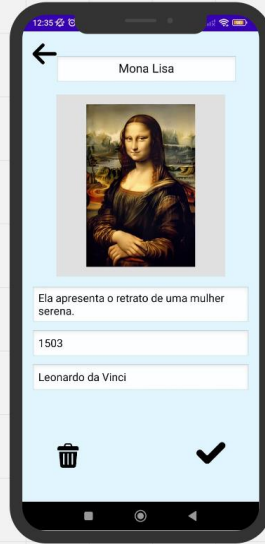 12:35
Mona Lisa
Ela apresenta o retrato de uma mulher
serena.
1503
Leonardo da Vinci